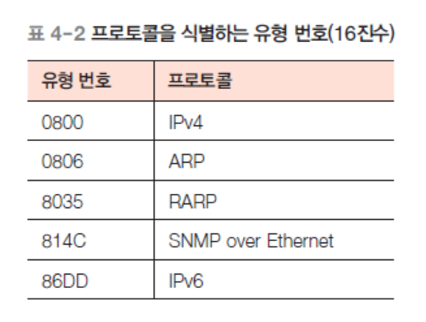 표 4-2 프로토콜을 식별하는 유형 번호(16진수)
유형 번호 프로토콜
0800 IPv4
0806 ARP
8035 RARP
814C SNMP over Ethernet
86DD IPv6